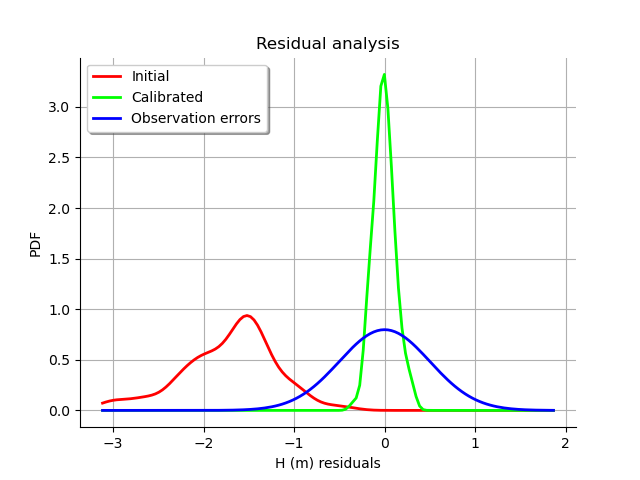 Residual analysis
Initial
Calibrated
Observation errors
PDF
3.0
2.5
2.0
1.5
1.0
0.5
0.0
−3
−2
−1
0
1
2
H (m) residuals